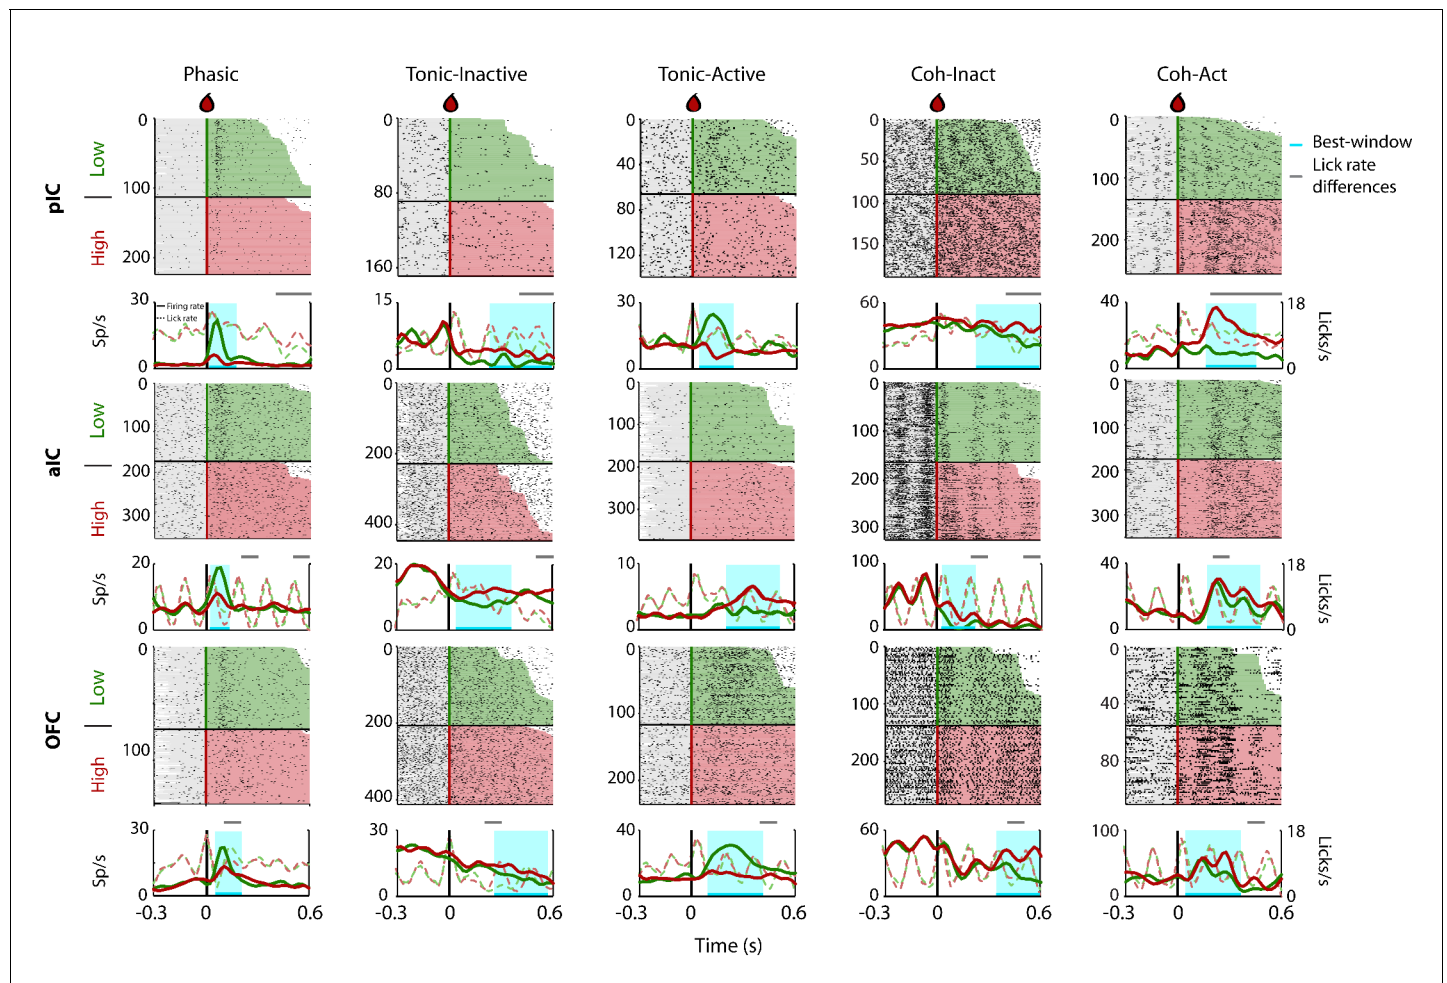 Phasic Tonic-Inactive Tonic-Active Coh-Inact Coh-Act
pIC
Low
High
0 100 200
0 80 160
0 40 60 80 120
0 50 100 150
0 100 200
Best-window
Lick rate
differences
Sp/s
30 0
Firing rate
Lick rate
15 0
30 0
60 0
40 0
18 0
Licks/s
aIC
Low
High
0 100 200 300
0 200 400
0 100 200 300
0 100 200 300
0 100 200 300
Sp/s
20 0
20 0
10 0
100 0
40 0
18 0
Licks/s
OFC
Low
High
0 100
0 200 400
0 100 200
0 100 200
0 40 80
Sp/s
30 0
30 0
40 0
60 0
100 0
18 0
Licks/s
-0.3 0 0.6 -0.3 0 0.6 -0.3 0 0.6 -0.3 0 0.6 -0.3 0 0.6
Time (s)